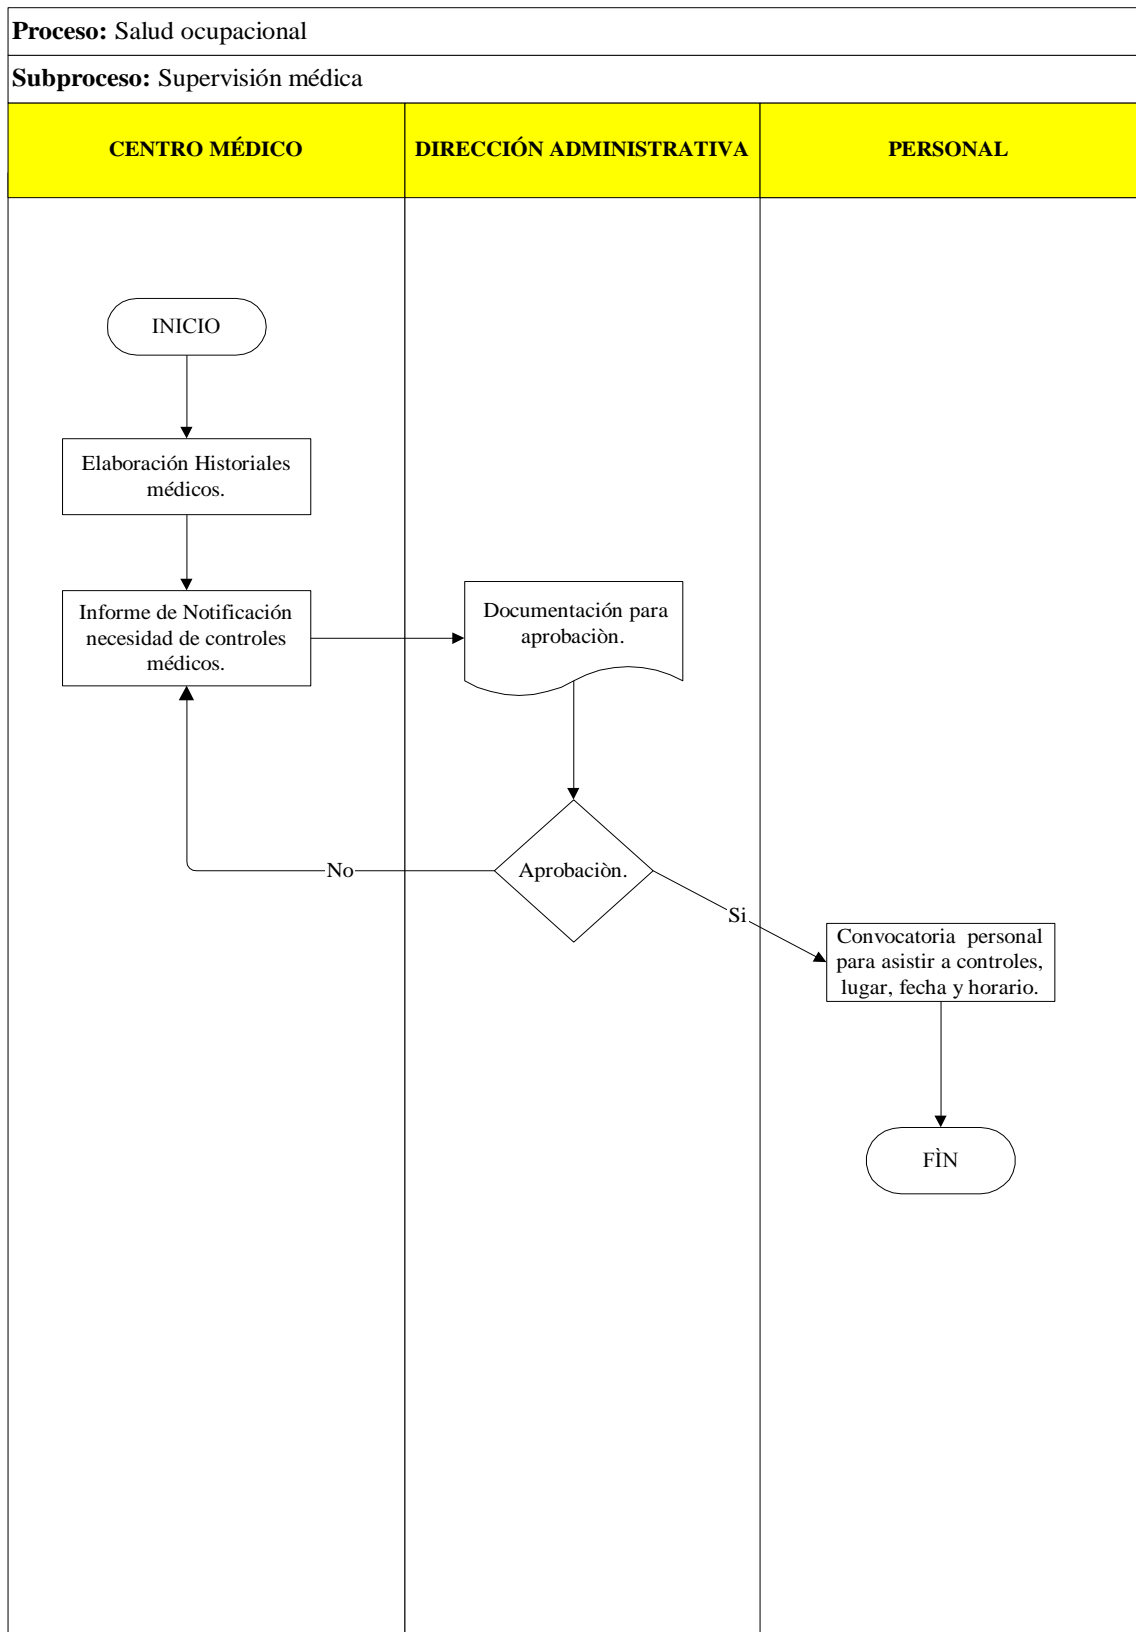 Proceso: Salud ocupacional
Subproceso: Supervisión médica
CENTRO MÉDICO
DIRECCIÓN ADMINISTRATIVA
PERSONAL
INICIO
Elaboración Historiales
médicos.
Informe de Notificación
necesidad de controles
médicos.
Documentación para
aprobaciòn.
Aprobaciòn.
No
Si
Convocatoria personal
para asistir a controles,
lugar, fecha y horario.
FÌN